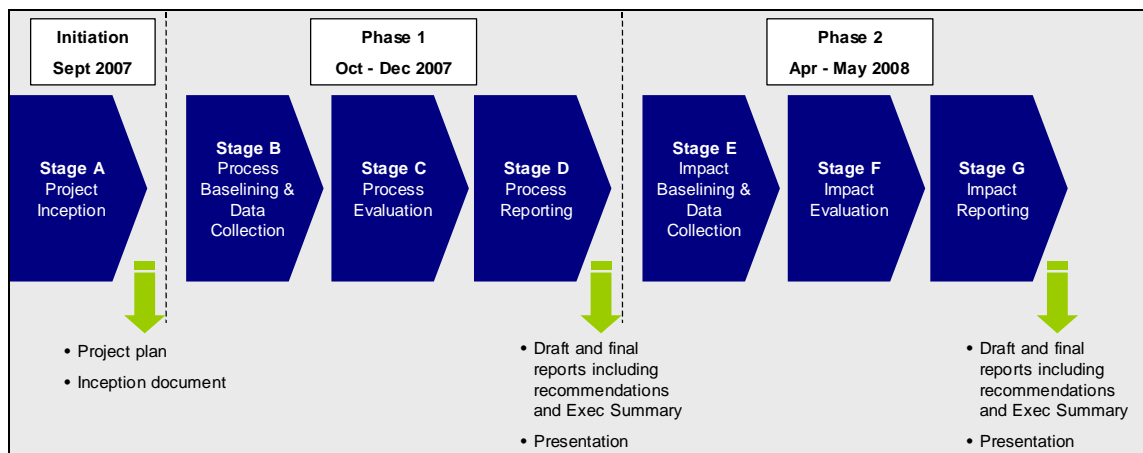 Initiation
Sept 2007
Phase 1
Oct - Dec 2007
Phase 2
Apr - May 2008
Stage A
Project
Inception
Stage B
Process
Baselining &
Data
Collection
Stage C
Process
Evaluation
Stage D
Process
Reporting
Stage E
Impact
Baselining &
Data
Collection
Stage F
Impact
Evaluation
Stage G
Impact
Reporting
• Project plan
• Inception document
• Draft and final
reports including
recommendations
and Exec Summary
• Presentation
• Draft and final
reports including
recommendations
and Exec Summary
• Presentation